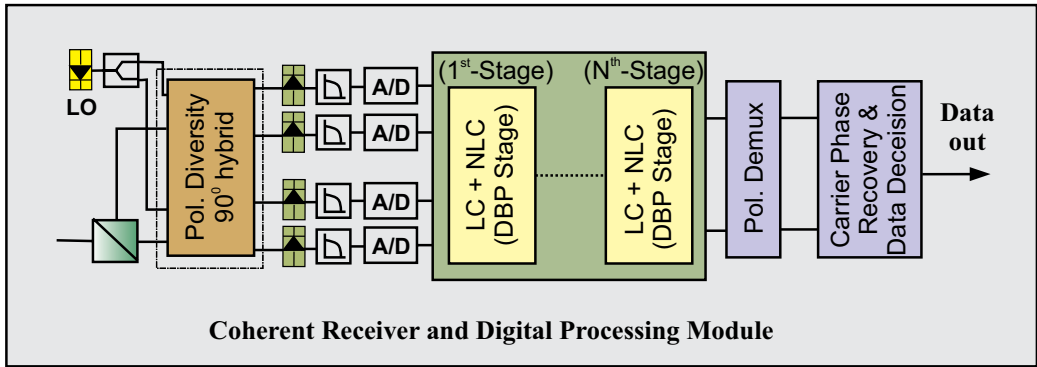 LO
Pol. Diversity
90⁰ hybrid
A/D
A/D
A/D
A/D
(1ˢᵗ-Stage)
LC + NLC
(DBP Stage)
(Nᵗʰ-Stage)
LC + NLC
(DBP Stage)
Pol. Demux
Carrier Phase
Recovery &
Data Deceision
Data
out
Coherent Receiver and Digital Processing Module